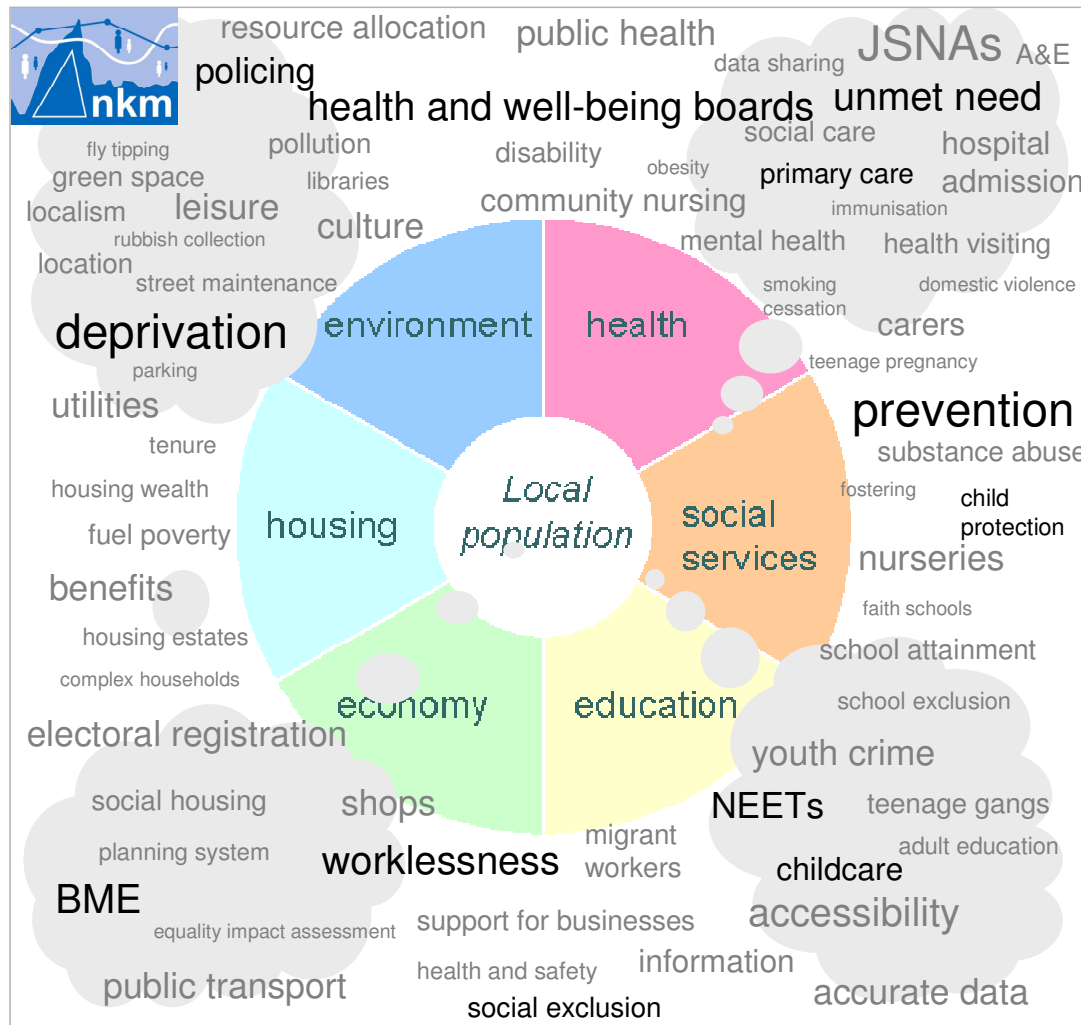 nkm
resource allocation
public health
JSNAs
A&E
policing
data sharing
health and well-being boards
unmet need
fly tipping
pollution
disability
social care
hospital
admission
green space
libraries
obesity
primary care
localism
leisure
culture
community nursing
immunisation
rubbish collection
mental health
health visiting
location
street maintenance
smoking
cessation
domestic violence
deprivation
environment
health
carers
parking
teenage pregnancy
utilities
prevention
tenure
substance abuse
housing wealth
Local
population
fostering
child
protection
fuel poverty
housing
social
services
nurseries
benefits
faith schools
housing estates
school attainment
complex households
economy
education
school exclusion
electoral registration
youth crime
social housing
shops
NEETs
teenage gangs
planning system
worklessness
migrant
workers
adult education
childcare
BME
accessibility
equality impact assessment
support for businesses
public transport
health and safety
information
accurate data
social exclusion